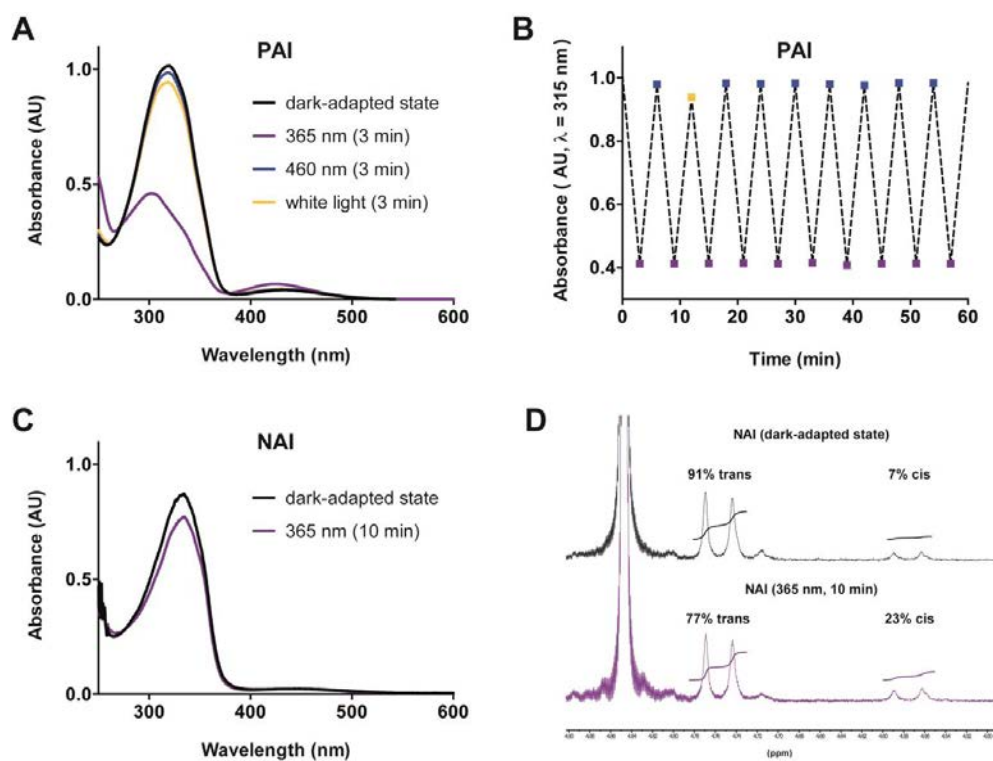 A
PAI
Absorbance (AU)
1.0
0.5
0.0
300
400
500
600
Wavelength (nm)
dark-adapted state
365 nm (3 min)
460 nm (3 min)
white light (3 min)
B
PAI
Absorbance ( AU, λ = 315 nm)
1.0
0.8
0.6
0.4
0
10
20
30
40
50
60
Time (min)
C
NAI
Absorbance (AU)
1.0
0.5
0.0
300
400
500
600
Wavelength (nm)
dark-adapted state
365 nm (10 min)
D
NAI (dark-adapted state)
91% trans
7% cis
NAI (365 nm, 10 min)
77% trans
23% cis
(ppm)